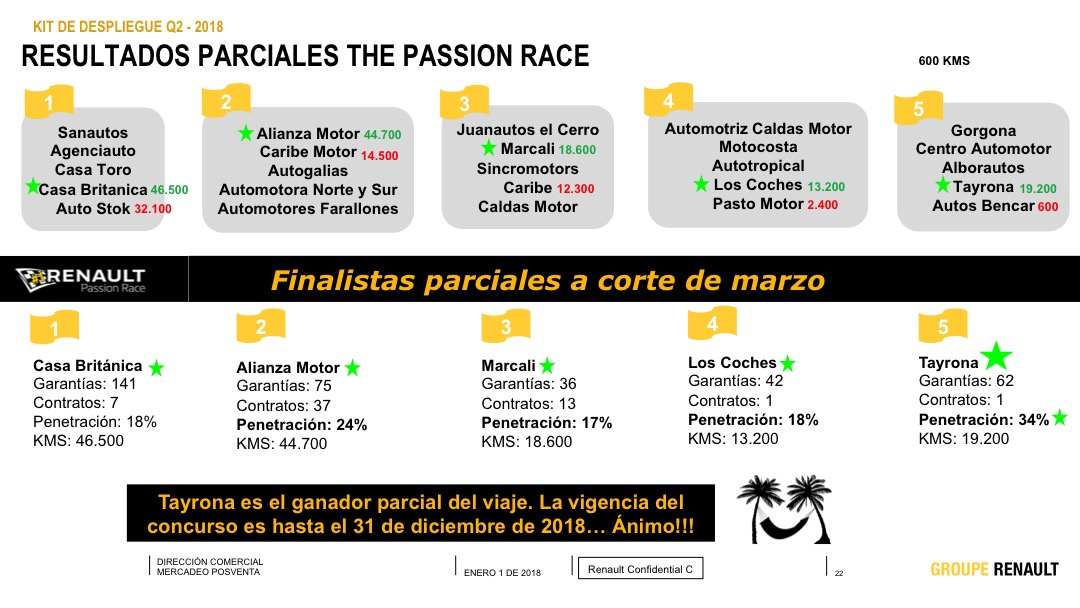 KIT DE DESPLIEGUE Q2 - 2018
RESULTADOS PARCIALES THE PASSION RACE
600 KMS
1
Sanautos
Agenciauto
Casa Toro
Casa Britanica 46.500
Auto Stok 32.100
2
Alianza Motor 44.700
Caribe Motor 14.500
Autogalias
Automotora Norte y Sur
Automotores Farallones
3
Juanautos el Cerro
Marcali 18.600
Sincromotors
Caribe 12.300
Caldas Motor
4
Automotriz Caldas Motor
Motocosta
Autotropical
Los Coches 13.200
Pasto Motor 2.400
5
Gorgona
Centro Automotor
Alborautos
Tayrona 19.200
Autos Bencar 600
RENAULT
Passion Race
Finalistas parciales a corte de marzo
1
Casa Británica
Garantías: 141
Contratos: 7
Penetración: 18%
KMS: 46.500
2
Alianza Motor
Garantías: 75
Contratos: 37
Penetración: 24%
KMS: 44.700
3
Marcali
Garantías: 36
Contratos: 13
Penetración: 17%
KMS: 18.600
4
Los Coches
Garantías: 42
Contratos: 1
Penetración: 18%
KMS: 13.200
5
Tayrona
Garantías: 62
Contratos: 1
Penetración: 34%
KMS: 19.200
Tayrona es el ganador parcial del viaje. La vigencia del
concurso es hasta el 31 de diciembre de 2018… Ánimo!!!
DIRECCIÓN COMERCIAL
MERCADEO POSVENTA
ENERO 1 DE 2018
Renault Confidential C
22
GROUPE RENAULT